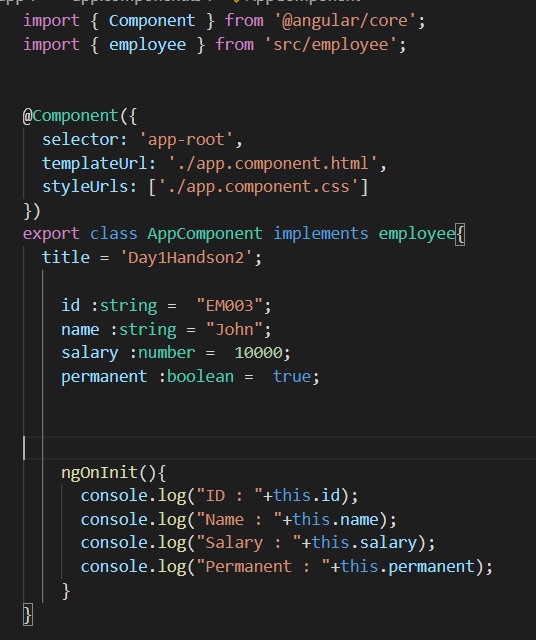 import { Component } from '@angular/core';
import { employee } from 'src/employee';
@Component({
selector: 'app-root',
templateUrl: './app.component.html',
styleUrls: ['./app.component.css']
})
export class AppComponent implements employee{
title = 'Day1Handson2';
id :string =  "EM003";
name :string = "John";
salary :number =  10000;
permanent :boolean =  true;
ngOnInit(){
console.log("ID : "+this.id);
console.log("Name : "+this.name);
console.log("Salary : "+this.salary);
console.log("Permanent : "+this.permanent);
}
}